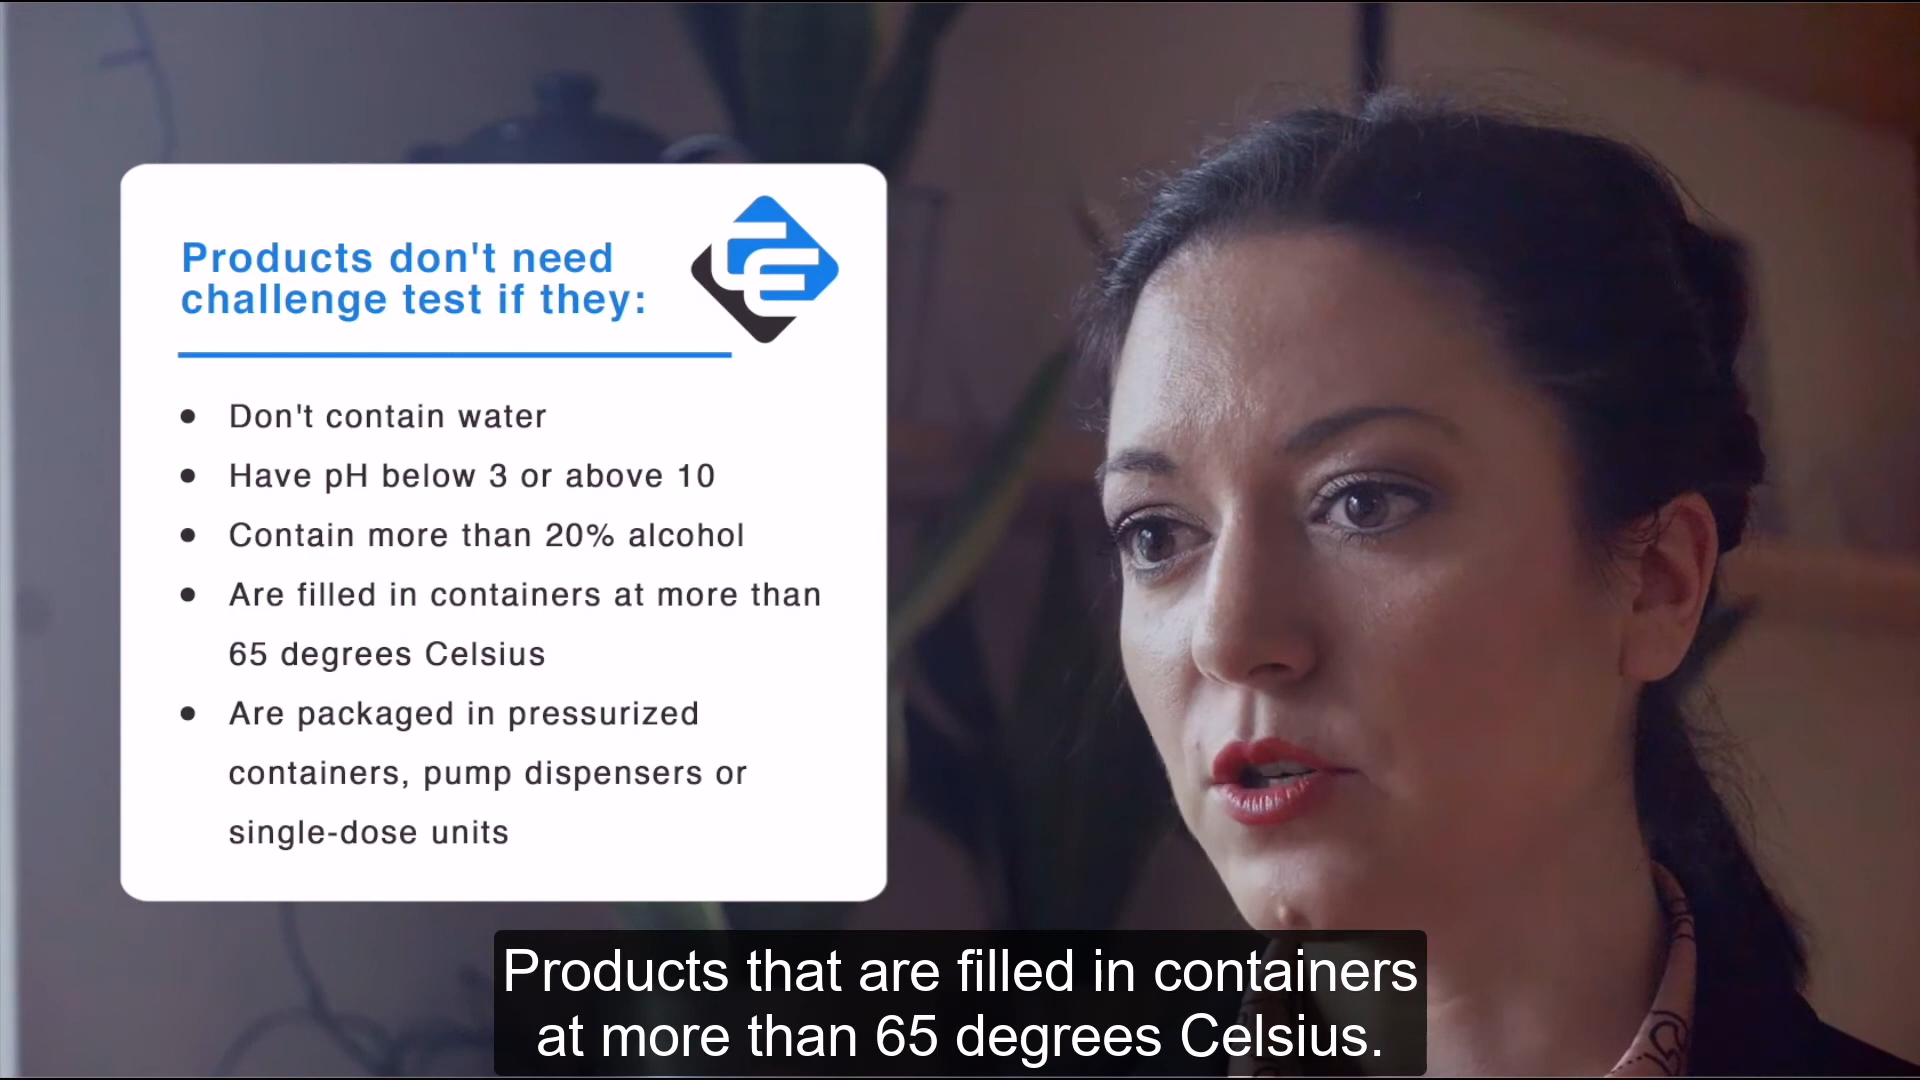 Products don't need
challenge test if they:
• Don't contain water
• Have pH below 3 or above 10
• Contain more than 20% alcohol
• Are filled in containers at more than
65 degrees Celsius
• Are packaged in pressurized
containers, pump dispensers or
single-dose units
Products that are filled in containers
at more than 65 degrees Celsius.